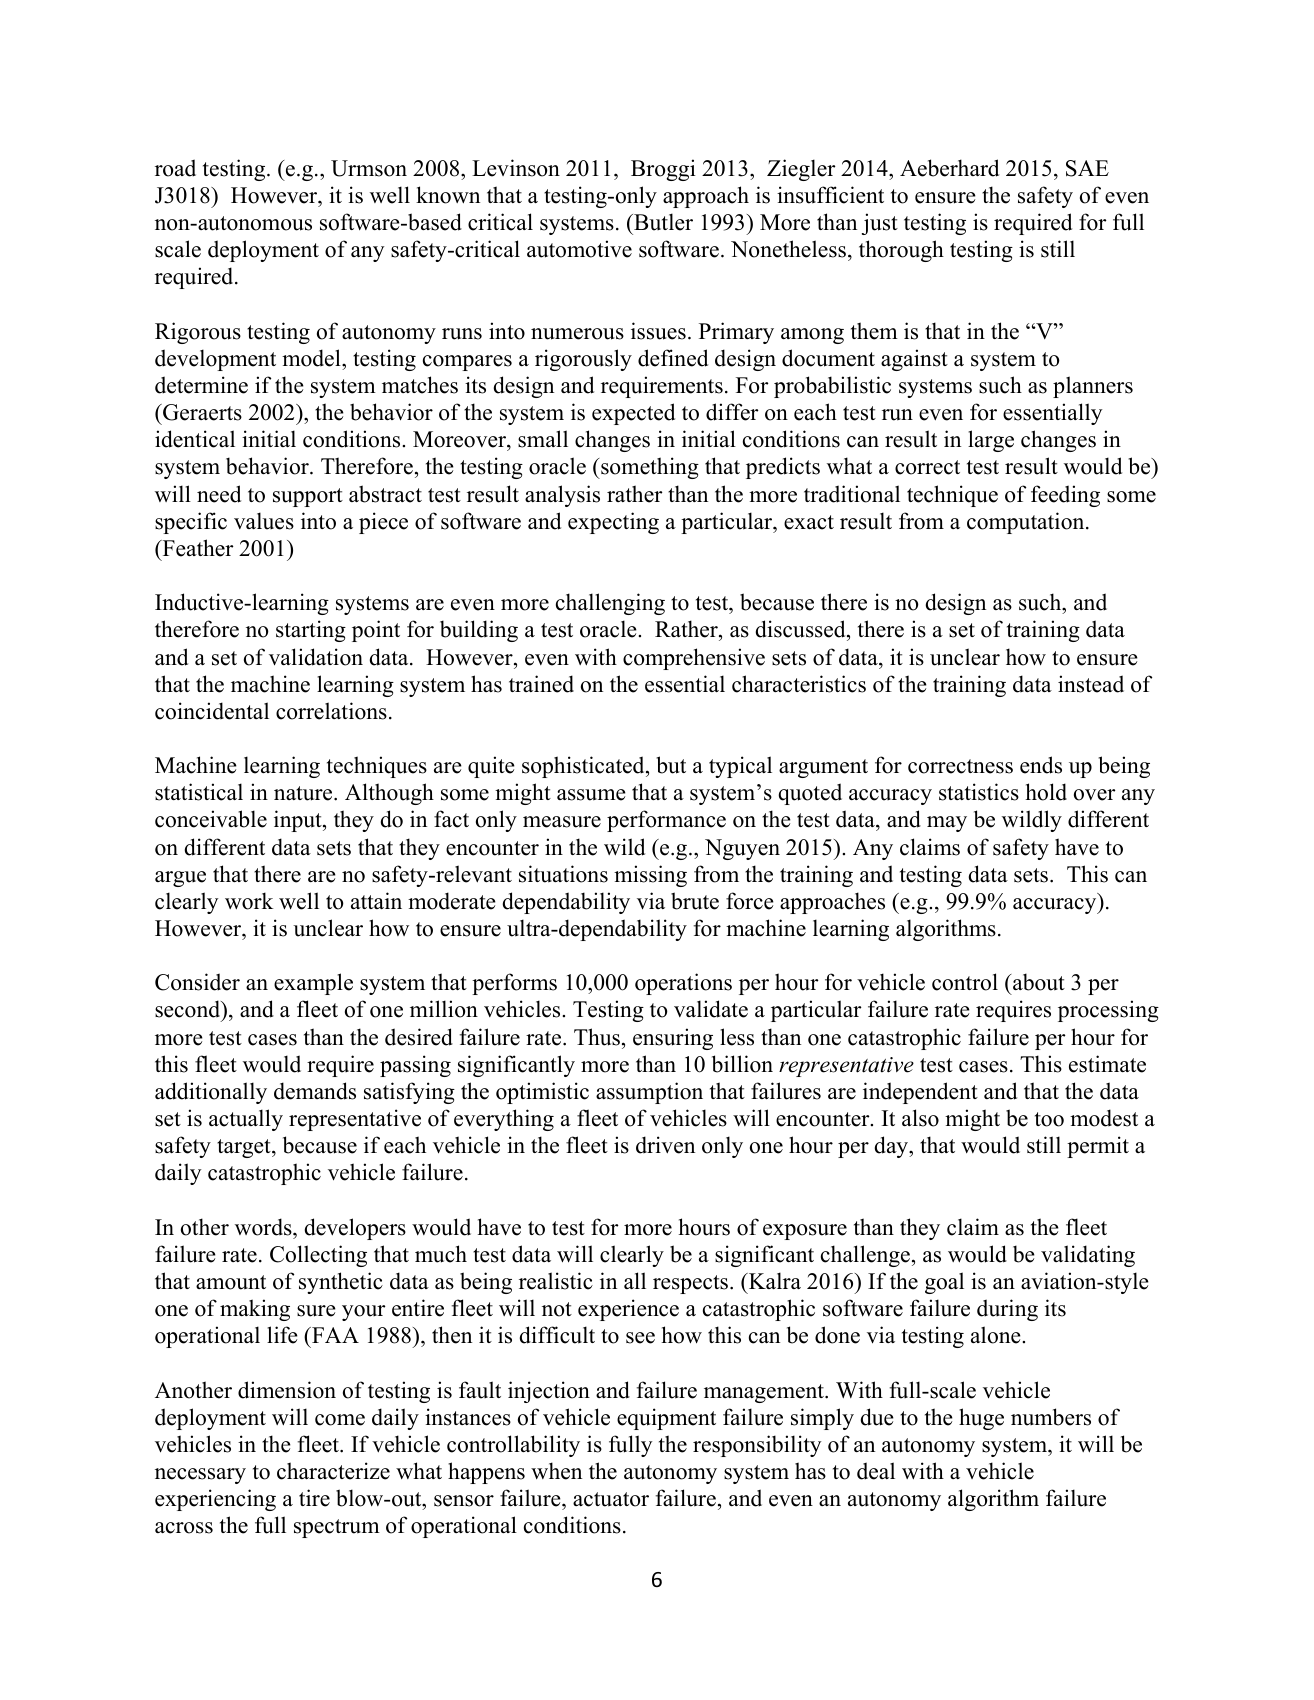 road testing. (e.g., Urmson 2008, Levinson 2011,  Broggi 2013,  Ziegler 2014, Aeberhard 2015, SAE
J3018)  However, it is well known that a testing-only approach is insufficient to ensure the safety of even
non-autonomous software-based critical systems. (Butler 1993) More than just testing is required for full
scale deployment of any safety-critical automotive software. Nonetheless, thorough testing is still
required.

Rigorous testing of autonomy runs into numerous issues. Primary among them is that in the “V”
development model, testing compares a rigorously defined design document against a system to
determine if the system matches its design and requirements. For probabilistic systems such as planners
(Geraerts 2002), the behavior of the system is expected to differ on each test run even for essentially
identical initial conditions. Moreover, small changes in initial conditions can result in large changes in
system behavior. Therefore, the testing oracle (something that predicts what a correct test result would be)
will need to support abstract test result analysis rather than the more traditional technique of feeding some
specific values into a piece of software and expecting a particular, exact result from a computation.
(Feather 2001)

Inductive-learning systems are even more challenging to test, because there is no design as such, and
therefore no starting point for building a test oracle.  Rather, as discussed, there is a set of training data
and a set of validation data.  However, even with comprehensive sets of data, it is unclear how to ensure
that the machine learning system has trained on the essential characteristics of the training data instead of
coincidental correlations.

Machine learning techniques are quite sophisticated, but a typical argument for correctness ends up being
statistical in nature. Although some might assume that a system’s quoted accuracy statistics hold over any
conceivable input, they do in fact only measure performance on the test data, and may be wildly different
on different data sets that they encounter in the wild (e.g., Nguyen 2015). Any claims of safety have to
argue that there are no safety-relevant situations missing from the training and testing data sets.  This can
clearly work well to attain moderate dependability via brute force approaches (e.g., 99.9% accuracy).
However, it is unclear how to ensure ultra-dependability for machine learning algorithms.

Consider an example system that performs 10,000 operations per hour for vehicle control (about 3 per
second), and a fleet of one million vehicles. Testing to validate a particular failure rate requires processing
more test cases than the desired failure rate. Thus, ensuring less than one catastrophic failure per hour for
this fleet would require passing significantly more than 10 billion representative test cases. This estimate
additionally demands satisfying the optimistic assumption that failures are independent and that the data
set is actually representative of everything a fleet of vehicles will encounter. It also might be too modest a
safety target, because if each vehicle in the fleet is driven only one hour per day, that would still permit a
daily catastrophic vehicle failure.

In other words, developers would have to test for more hours of exposure than they claim as the fleet
failure rate. Collecting that much test data will clearly be a significant challenge, as would be validating
that amount of synthetic data as being realistic in all respects. (Kalra 2016) If the goal is an aviation-style
one of making sure your entire fleet will not experience a catastrophic software failure during its
operational life (FAA 1988), then it is difficult to see how this can be done via testing alone.

Another dimension of testing is fault injection and failure management. With full-scale vehicle
deployment will come daily instances of vehicle equipment failure simply due to the huge numbers of
vehicles in the fleet. If vehicle controllability is fully the responsibility of an autonomy system, it will be
necessary to characterize what happens when the autonomy system has to deal with a vehicle
experiencing a tire blow-out, sensor failure, actuator failure, and even an autonomy algorithm failure
across the full spectrum of operational conditions.

6